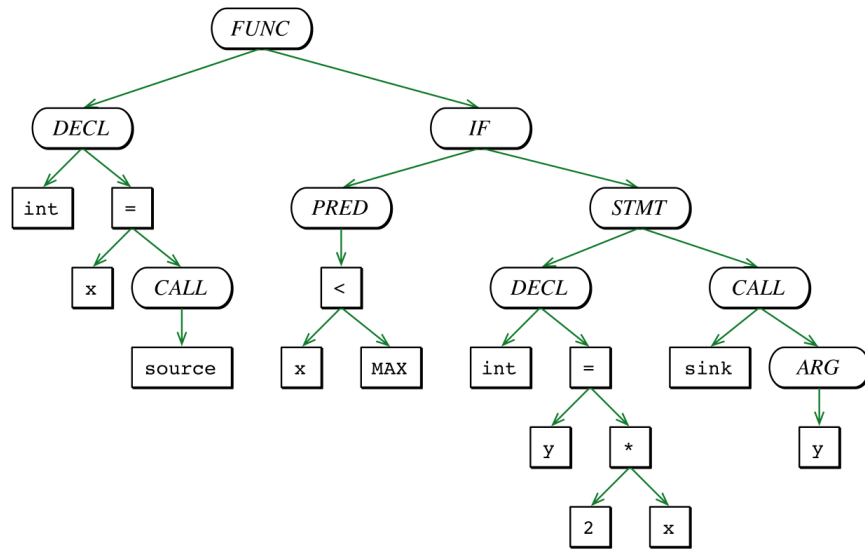 FUNC
DECL IF
int = PRED STMT
x CALL < DECL CALL
source x MAX int = sink ARG
y * y
2 x